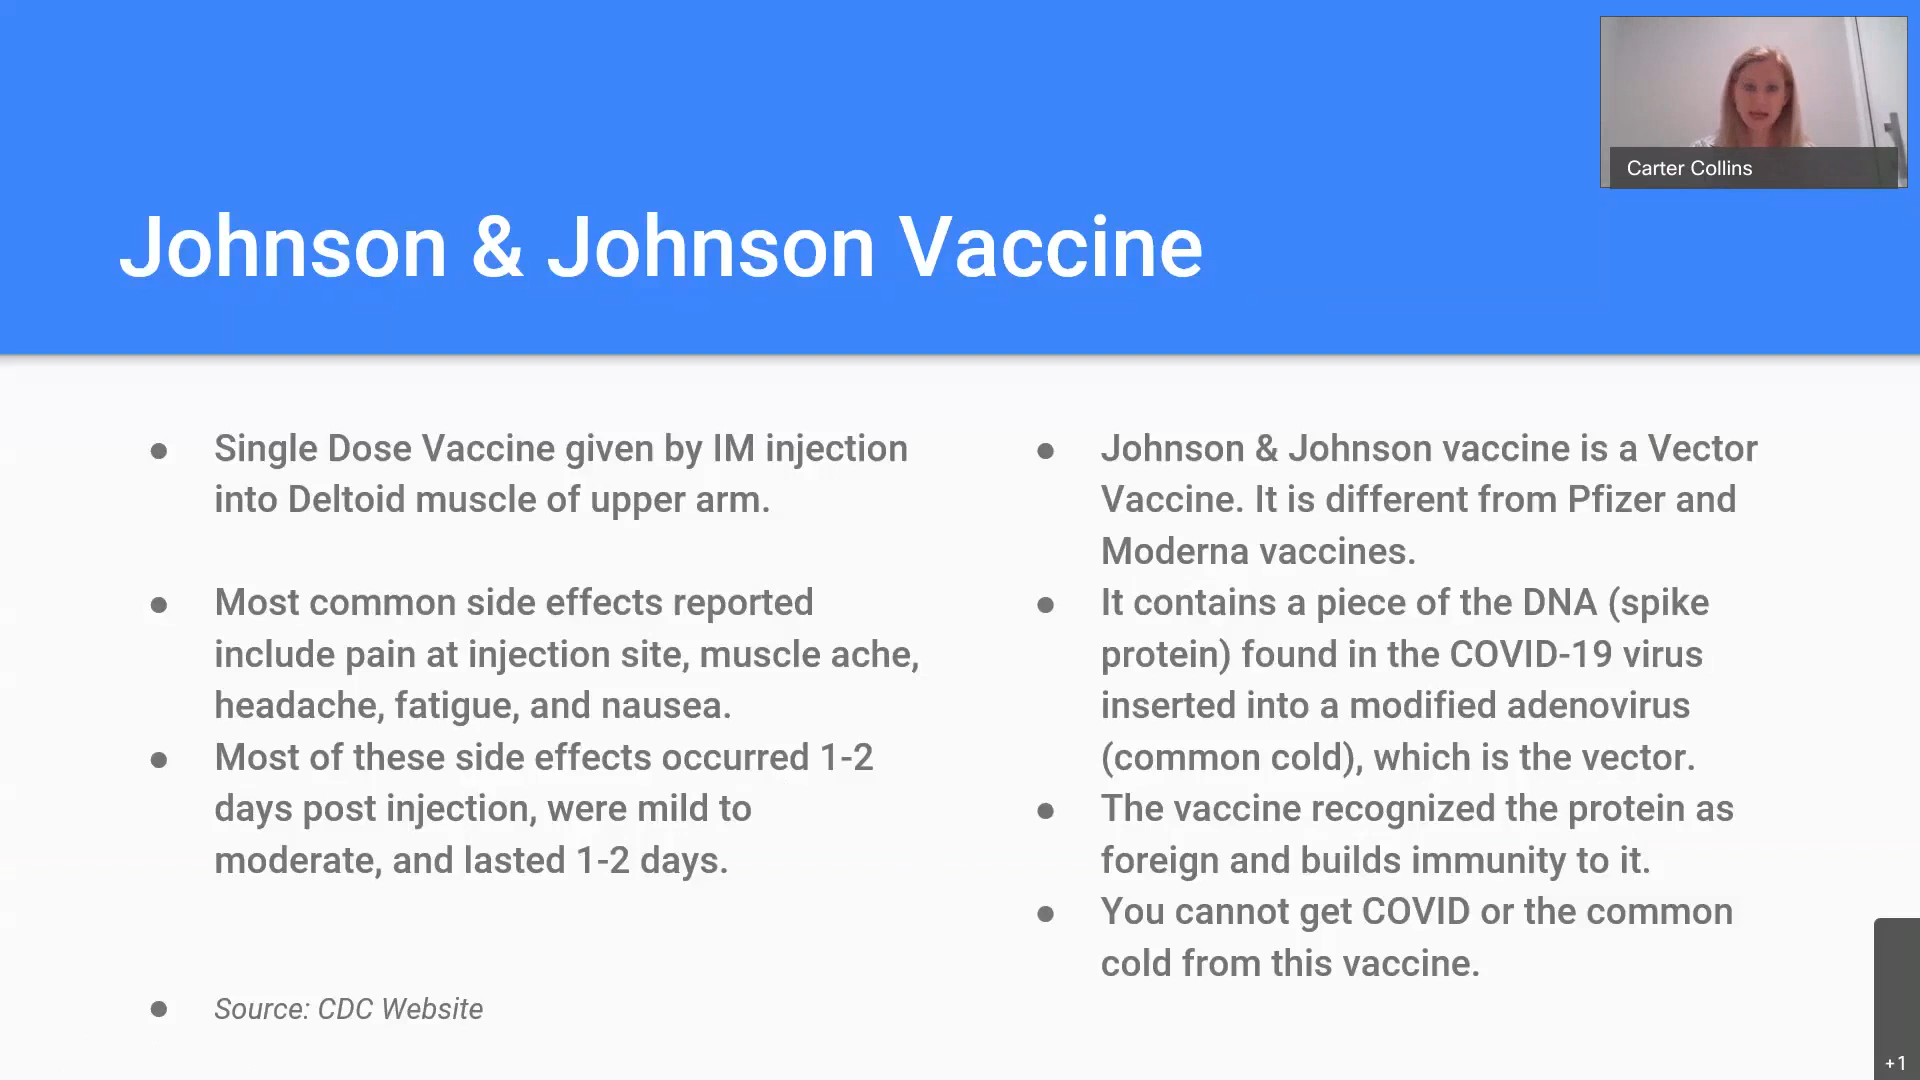 Carter Collins
Johnson & Johnson Vaccine
● Single Dose Vaccine given by IM injection
into Deltoid muscle of upper arm.
● Most common side effects reported
include pain at injection site, muscle ache,
headache, fatigue, and nausea.
● Most of these side effects occurred 1-2
days post injection, were mild to
moderate, and lasted 1-2 days.
● Source: CDC Website
● Johnson & Johnson vaccine is a Vector
Vaccine. It is different from Pfizer and
Moderna vaccines.
● It contains a piece of the DNA (spike
protein) found in the COVID-19 virus
inserted into a modified adenovirus
(common cold), which is the vector.
● The vaccine recognized the protein as
foreign and builds immunity to it.
● You cannot get COVID or the common
cold from this vaccine.
+1